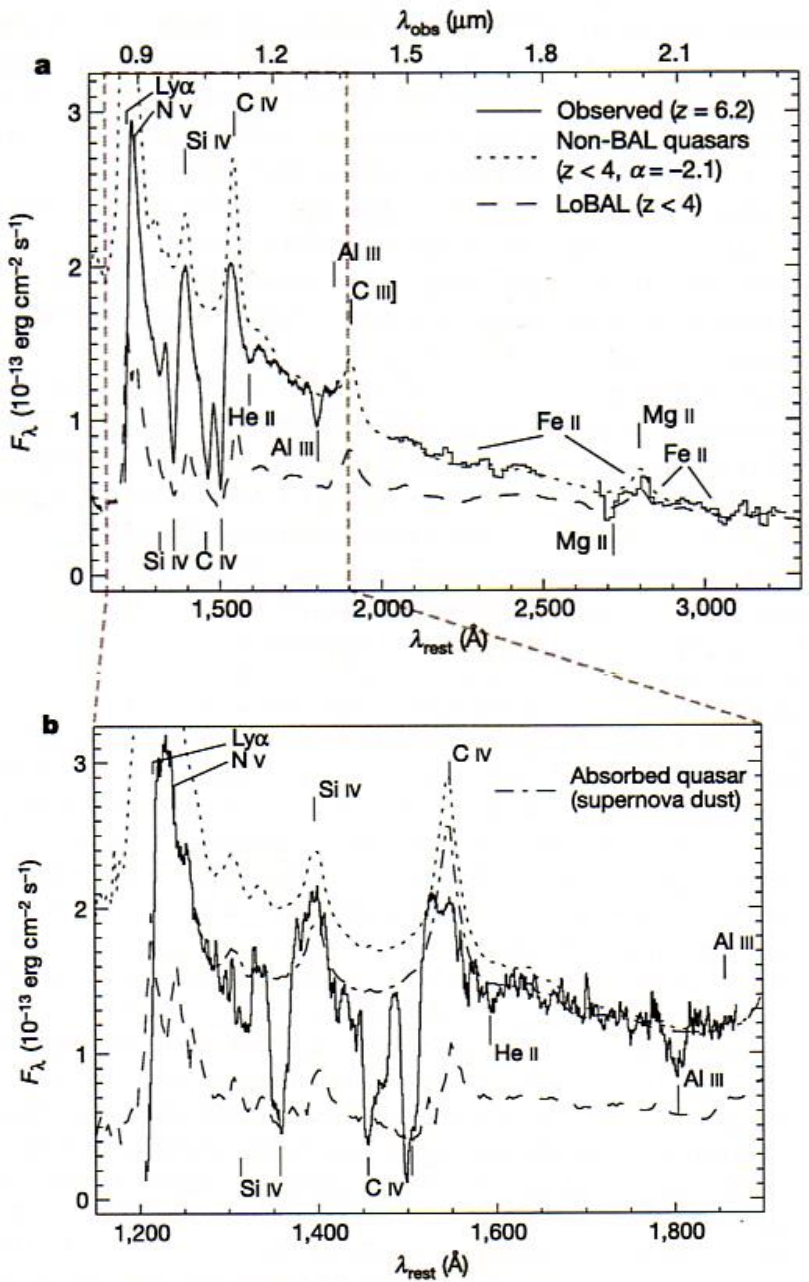 λobs (μm)
0.9 1.2 1.5 1.8 2.1
a
Lyα
N V
C IV
Si IV
Observed (z = 6.2)
Non-BAL quasars
(z < 4, α = −2.1)
LoBAL (z < 4)
3
2
1
0
Fλ (10−13 erg cm−2 s−1)
Al III
C III]
He II
Al III
Fe II
Mg II
Fe II
Mg II
Si IV C IV
1,500 2,000 2,500 3,000
λrest (Å)
b
Lyα
N V
C IV
Si IV
Absorbed quasar
(supernova dust)
3
2
1
0
Fλ (10−13 erg cm−2 s−1)
Al III
He II
Al III
Si IV C IV
1,200 1,400 1,600 1,800
λrest (Å)